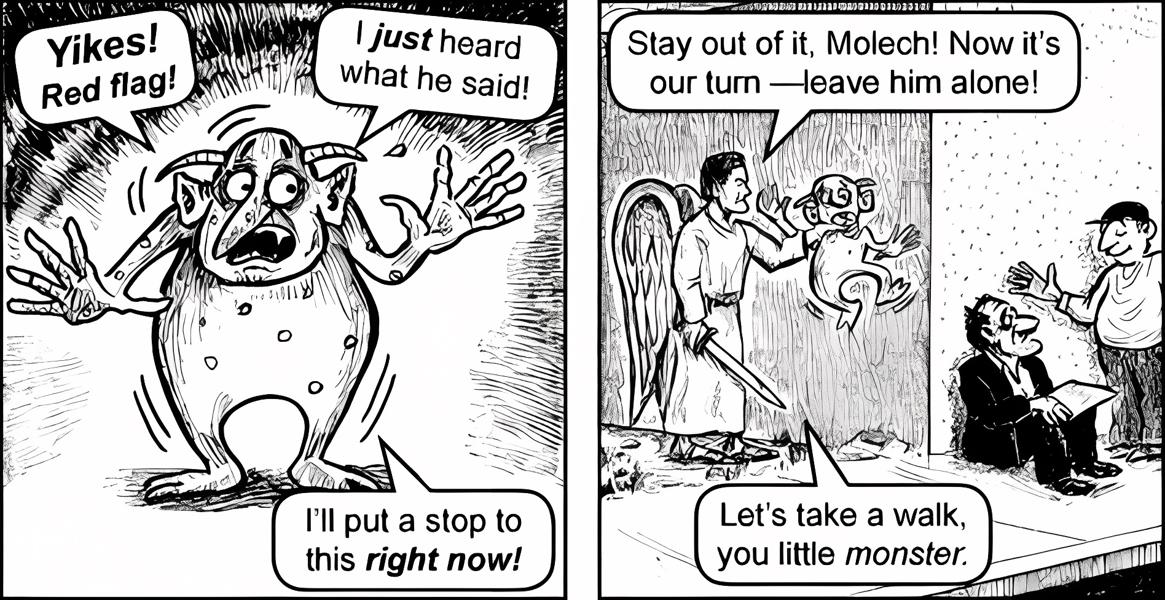 Yikes!
Red flag!
I just heard
what he said!
I'll put a stop to
this right now!
Stay out of it, Molech! Now it's
our turn —leave him alone!
Let's take a walk,
you little monster.